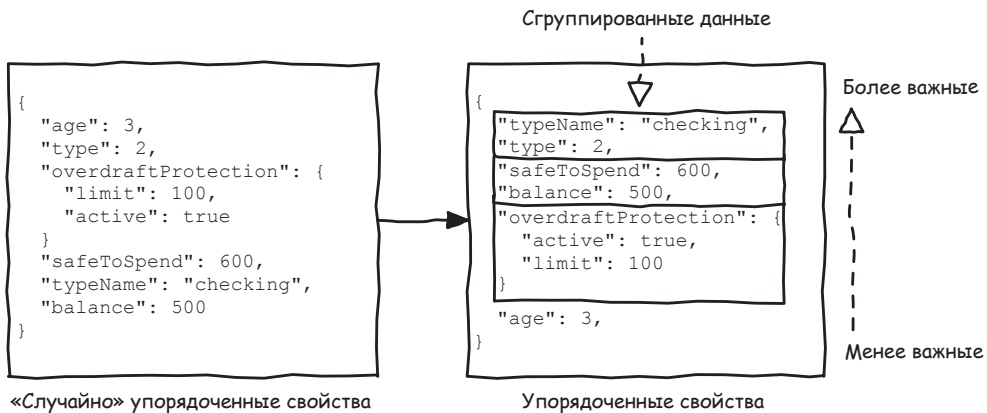 Сгруппированные данные
{
  "age": 3,
  "type": 2,
  "overdraftProtection": {
    "limit": 100,
    "active": true
  }
  "safeToSpend": 600,
  "typeName": "checking",
  "balance": 500
}
«Случайно» упорядоченные свойства
{
  "typeName": "checking",
  "type": 2,
  "safeToSpend": 600,
  "balance": 500,
  "overdraftProtection": {
    "active": true,
    "limit": 100
  }
  "age": 3,
}
Упорядоченные свойства
Более важные
Менее важные